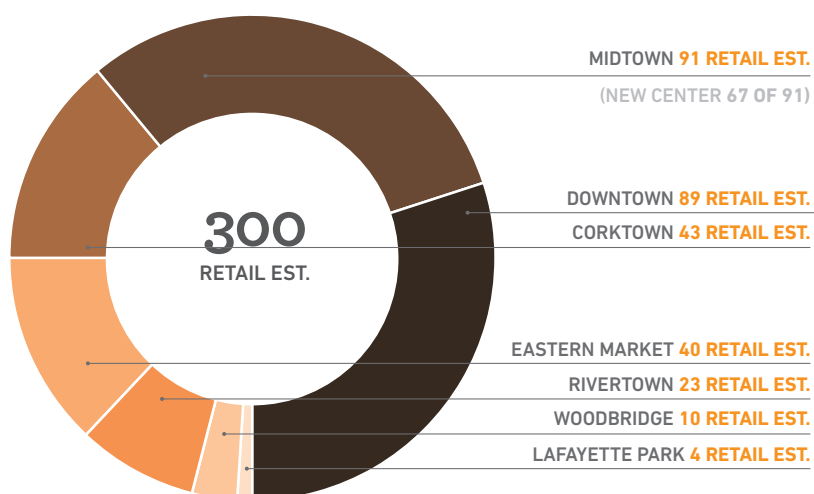 MIDTOWN 91 RETAIL EST.
(NEW CENTER 67 OF 91)
DOWNTOWN 89 RETAIL EST.
CORKTOWN 43 RETAIL EST.
300
RETAIL EST.
EASTERN MARKET 40 RETAIL EST.
RIVERTOWN 23 RETAIL EST.
WOODBRIDGE 10 RETAIL EST.
LAFAYETTE PARK 4 RETAIL EST.